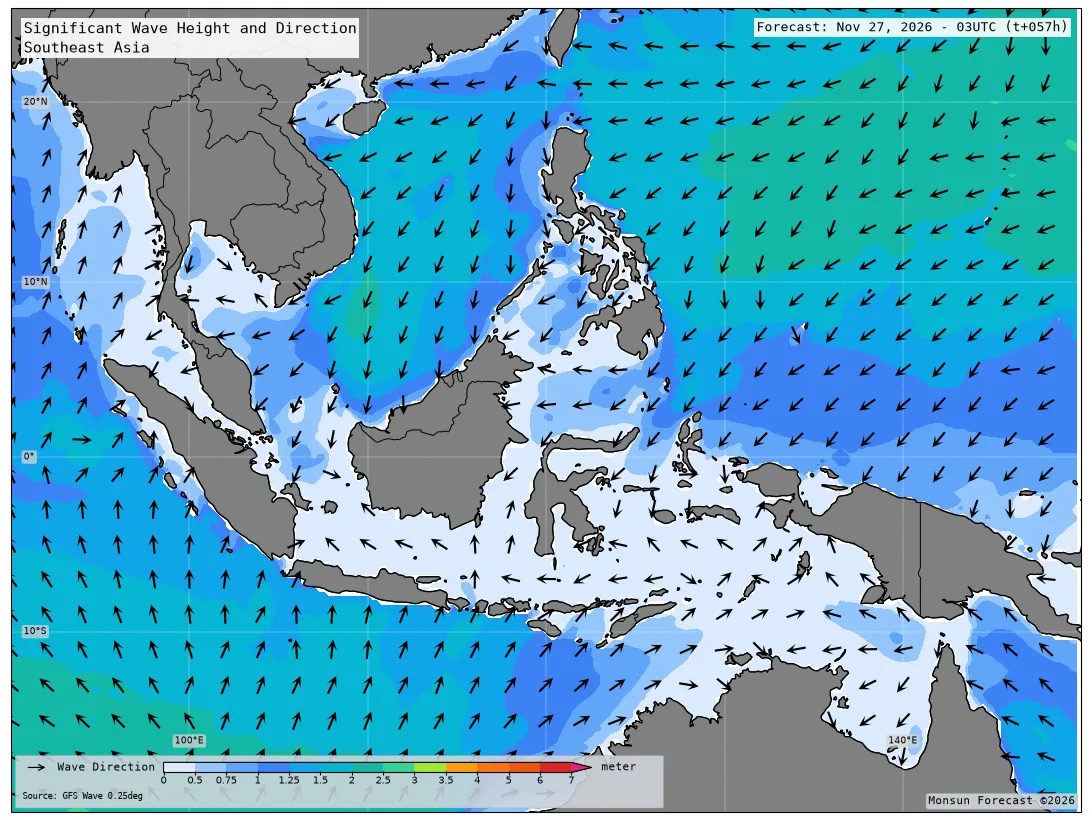 Significant Wave Height and Direction
Southeast Asia
Forecast: Nov 27, 2026 - 03UTC (t+057h)
20°N
10°N
0°
10°S
100°E
140°E
Wave Direction
meter
0 0.5 0.75 1 1.25 1.5 2 2.5 3 3.5 4 5 6 7
Source: GFS Wave 0.25deg
Monsun Forecast ©2026